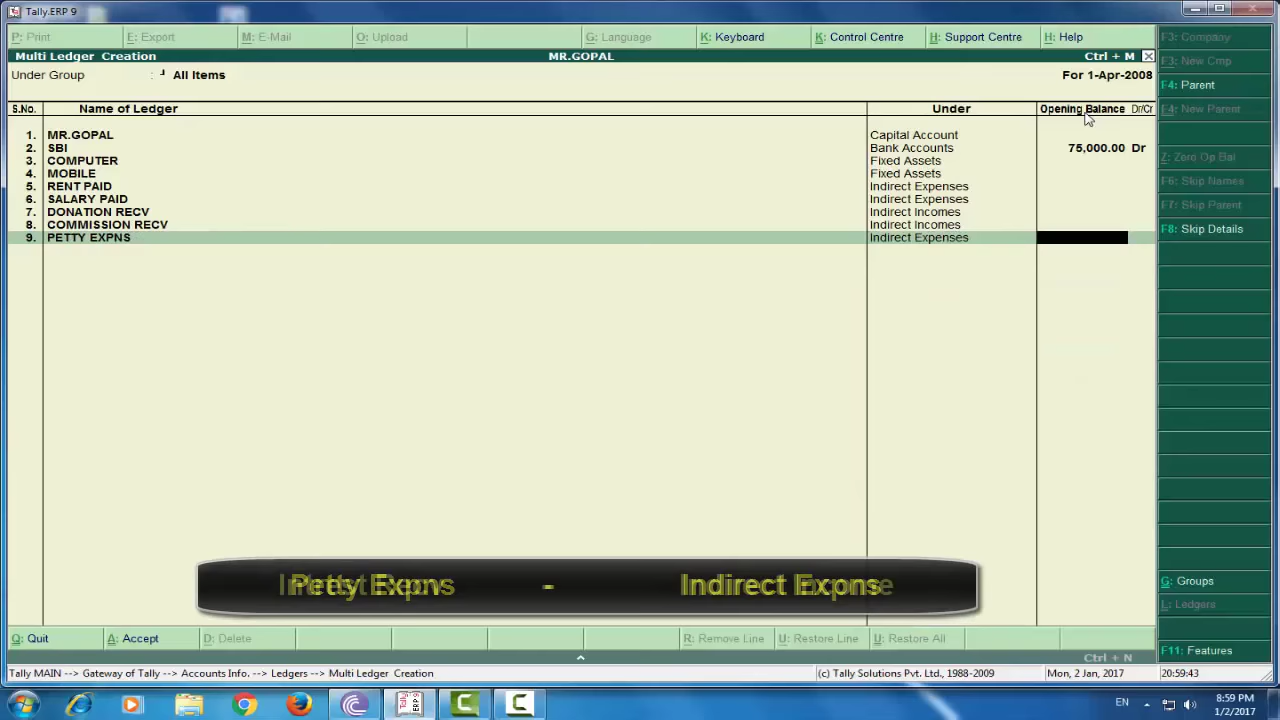 Tally.ERP 9
P: Print E: Export M: E-Mail O: Upload G: Language K: Keyboard K: Control Centre H: Support Centre H: Help
F3: Company
Multi Ledger Creation MR.GOPAL Ctrl + M
F3: New Cmp
Under Group : All Items For 1-Apr-2008
F4: Parent
S.No. Name of Ledger Under Opening Balance Dr/Cr
F4: New Parent
1. MR.GOPAL Capital Account
2. SBI Bank Accounts 75,000.00 Dr
Z: Zero Op Bal
3. COMPUTER Fixed Assets
4. MOBILE Fixed Assets
F6: Skip Names
5. RENT PAID Indirect Expenses
6. SALARY PAID Indirect Expenses
F7: Skip Parent
7. DONATION RECV Indirect Incomes
8. COMMISSION RECV Indirect Incomes
F8: Skip Details
9. PETTY EXPNS Indirect Expenses
Petty Expns - Indirect Expns
G: Groups
L: Ledgers
Q: Quit A: Accept D: Delete R: Remove Line U: Restore Line U: Restore All
F11: Features
Ctrl + N
Tally MAIN --> Gateway of Tally --> Accounts Info. --> Ledgers --> Multi Ledger Creation (c) Tally Solutions Pvt. Ltd., 1988-2009 Mon, 2 Jan, 2017 20:59:43
EN 8:59 PM
1/2/2017